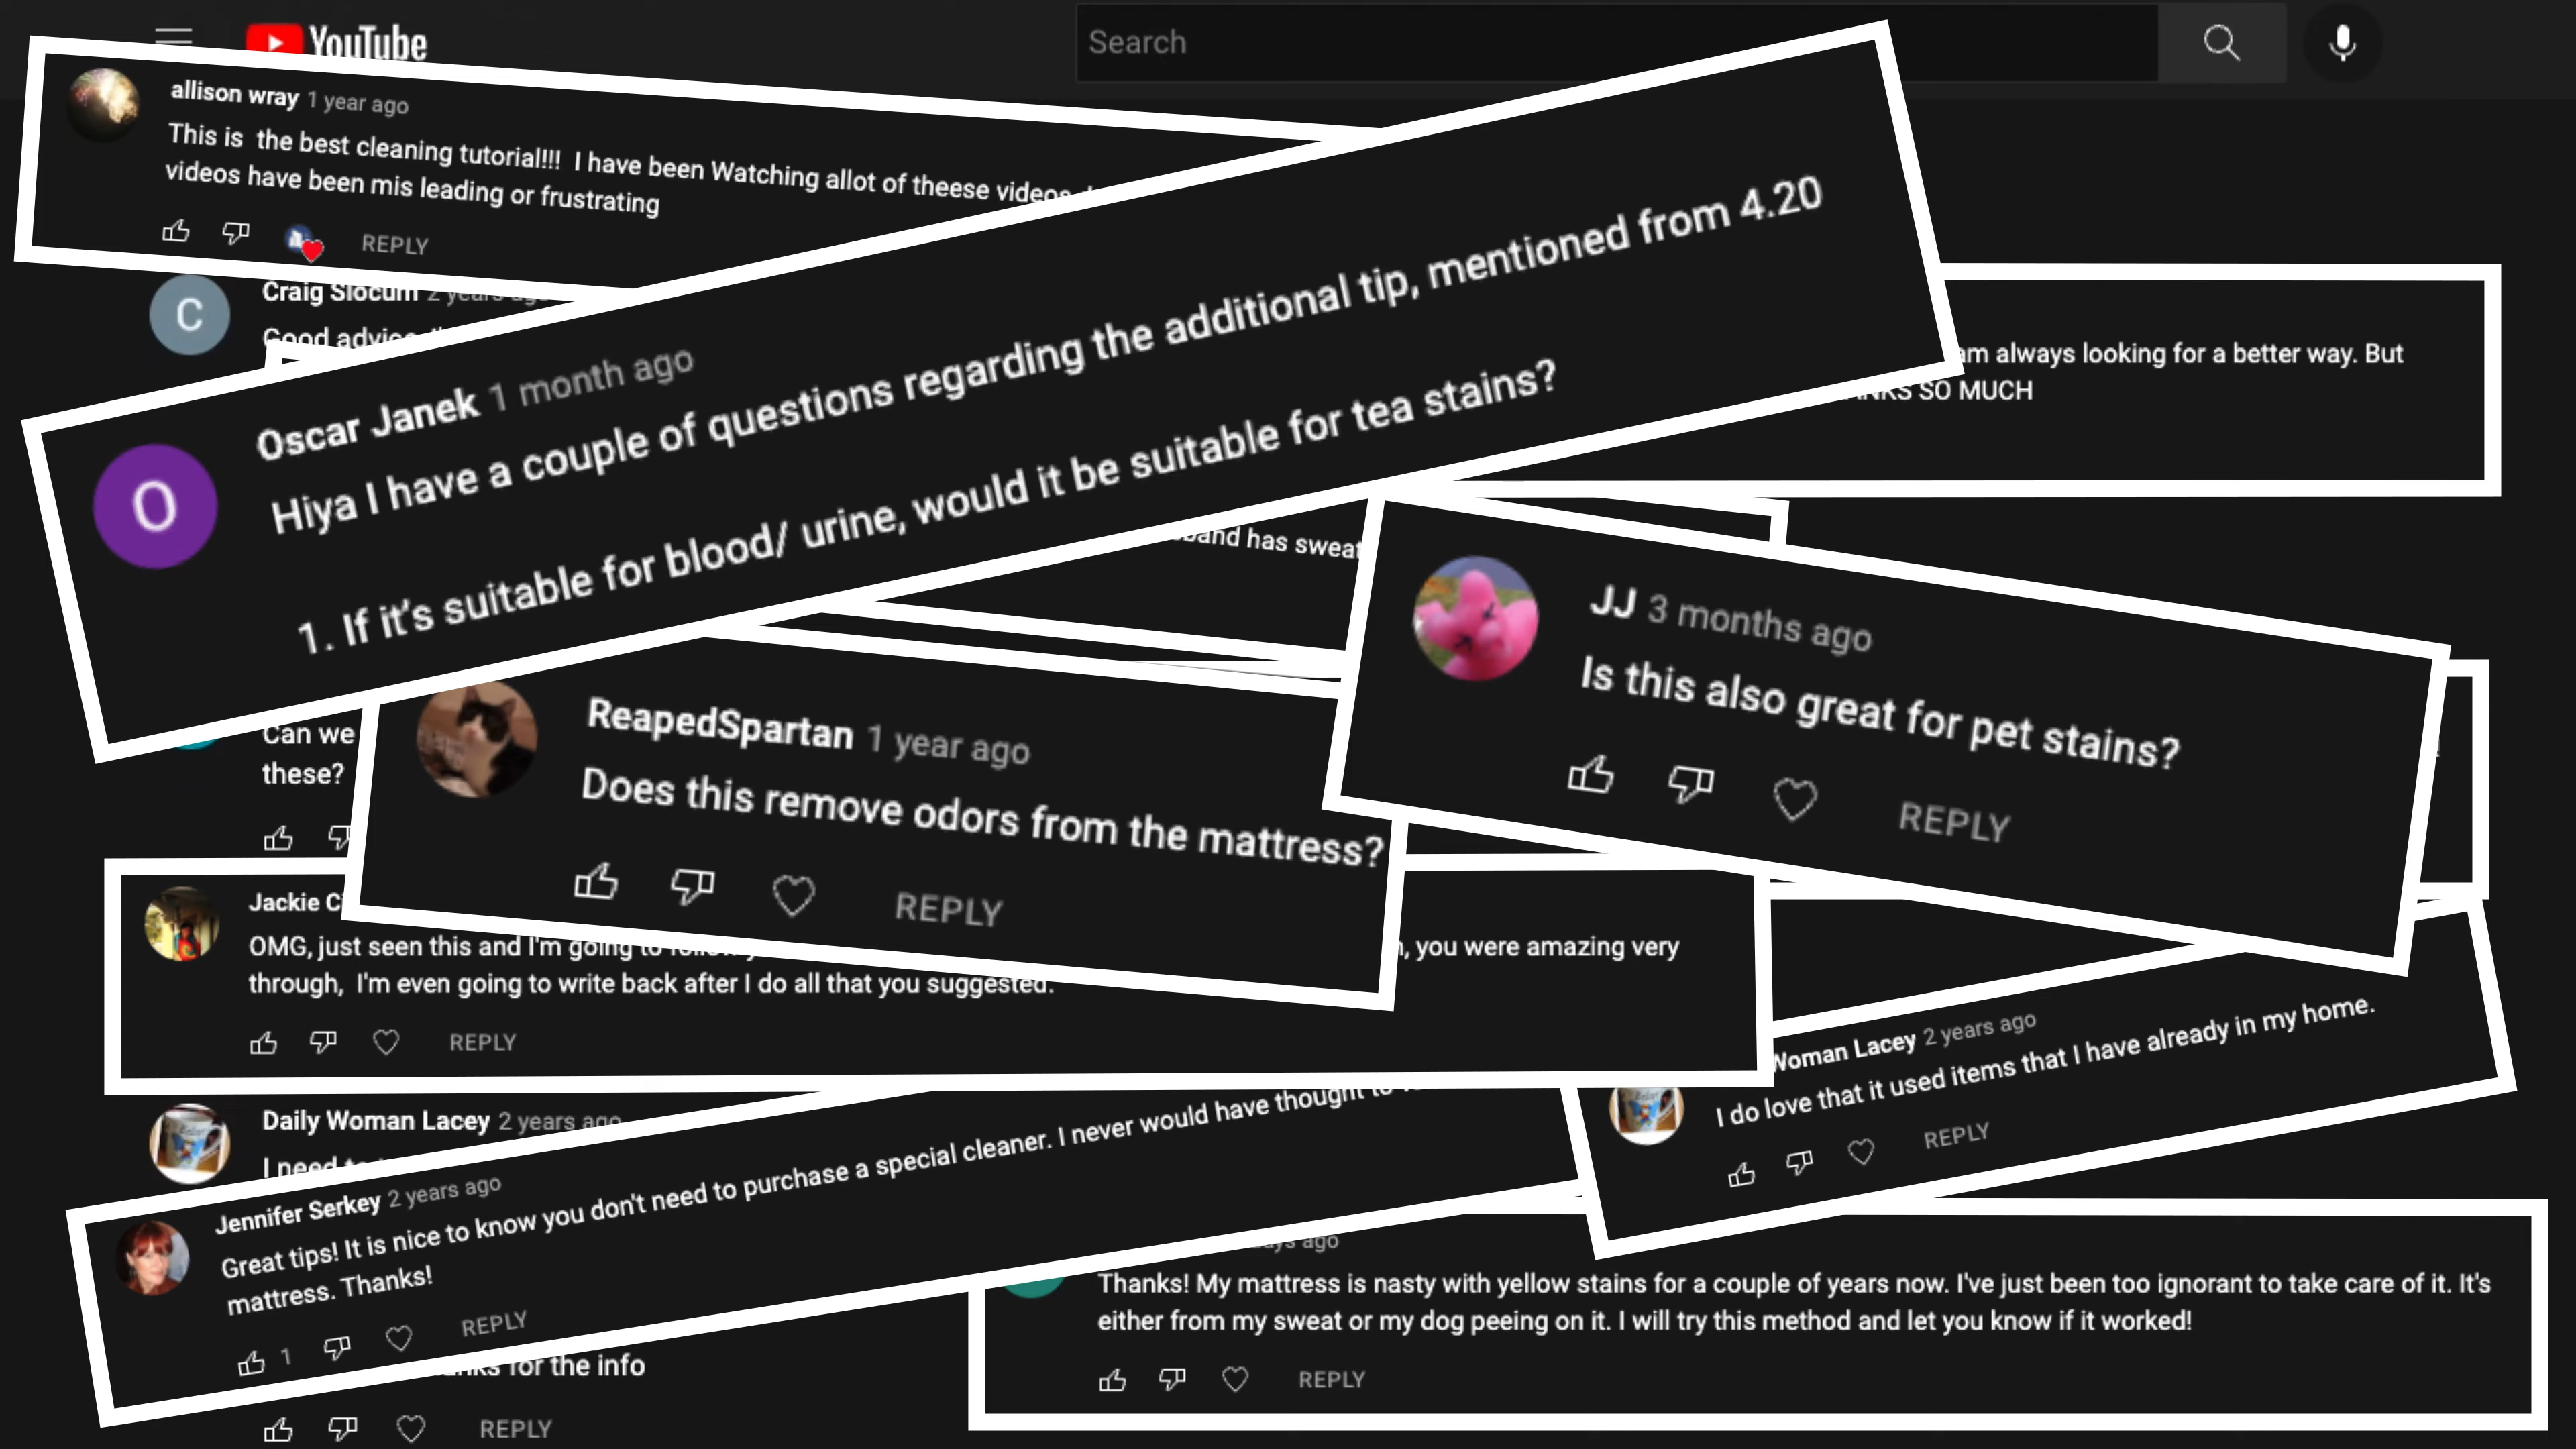 YouTube
Search
allison wray 1 year ago
This is the best cleaning tutorial!!! I have been Watching allot of theese videos
videos have been mis leading or frustrating
REPLY
C
Craig Slocum 2 years ago
Good advice
am always looking for a better way. But
SO MUCH
O
Oscar Janek 1 month ago
Hiya I have a couple of questions regarding the additional tip, mentioned from 4.20
1. If it's suitable for blood/ urine, would it be suitable for tea stains?
has sweat
JJ 3 months ago
Is this also great for pet stains?
REPLY
Can we
these?
ReapedSpartan 1 year ago
Does this remove odors from the mattress?
REPLY
Jackie
OMG, just seen this and I'm going to
you were amazing very
through, I'm even going to write back after I do all that you suggested.
REPLY
Woman Lacey 2 years ago
I do love that it used items that I have already in my home.
REPLY
Daily Woman Lacey 2 years ago
I need
Jennifer Serkey 2 years ago
Great tips! It is nice to know you don't need to purchase a special cleaner. I never would have thought to
mattress. Thanks!
1 REPLY
for the info
REPLY
ago
Thanks! My mattress is nasty with yellow stains for a couple of years now. I've just been too ignorant to take care of it. It's
either from my sweat or my dog peeing on it. I will try this method and let you know if it worked!
REPLY